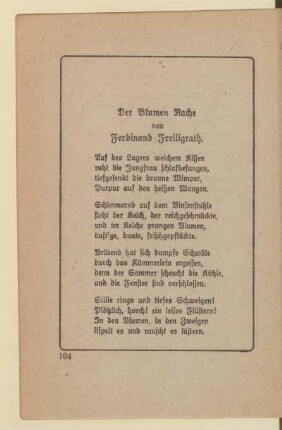 Der Blumen Rache
von
Ferdinand Freiligrath.
Auf des Lagers weichem Kissen
ruht die Jungfrau schlafbefangen,
tiefgesenkt die braune Wimper,
Purpur auf den heißen Wangen.
Schimmernd auf dem Binsenstuhle
steht der Kelch, der reichgeschmückte,
und im Kelche prangen Blumen,
duft'ge, bunte, frischgepflückte.
Brütend hat sich dumpfe Schwüle
durch das Kämmerlein ergossen,
denn der Sommer scheucht die Kühle,
und die Fenster sind verschlossen.
Stille rings und tiefes Schweigen!
Plötzlich, horch! ein leises Flüstern!
In den Blumen, in den Zweigen
lispelt es und rauscht es lüstern.
104